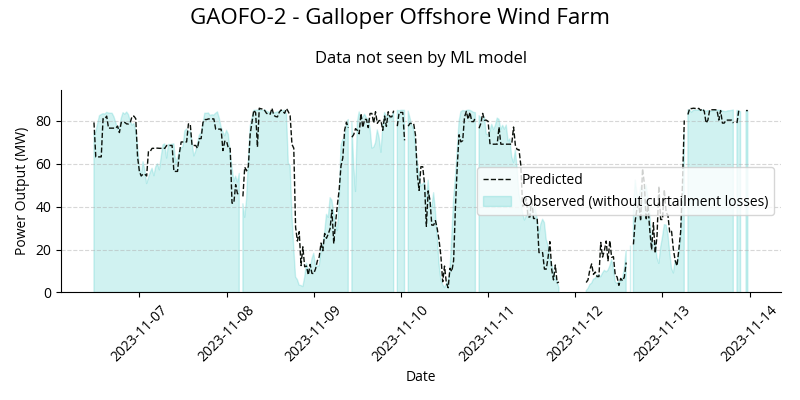 GAOFO-2 - Galloper Offshore Wind Farm
Data not seen by ML model
Power Output (MW)
80
60
40
20
0
Predicted
Observed (without curtailment losses)
2023-11-07
2023-11-08
2023-11-09
2023-11-10
2023-11-11
2023-11-12
2023-11-13
2023-11-14
Date